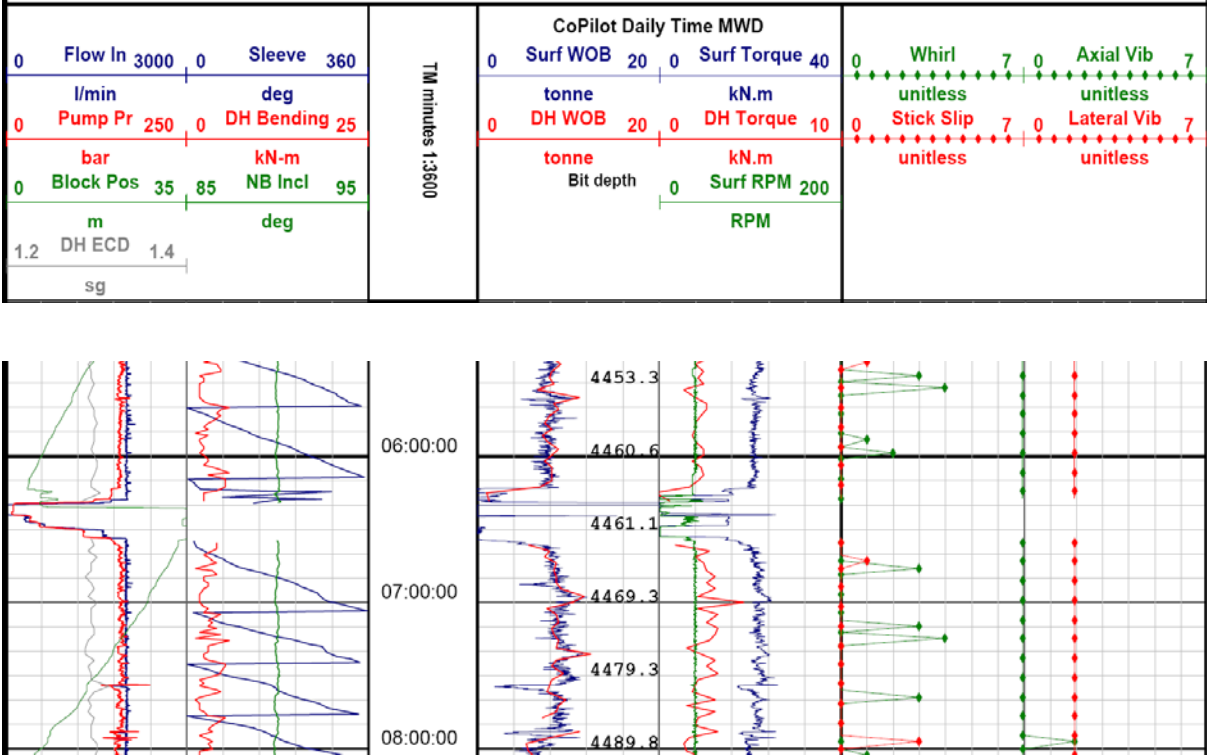 CoPilot Daily Time MWD
0 Flow In 3000 0 Sleeve 360
l/min deg
0 Pump Pr 250 0 DH Bending 25
bar kN-m
0 Block Pos 35 85 NB Incl 95
m deg
1.2 DH ECD 1.4
sg
TM minutes 1:3600
0 Surf WOB 20 0 Surf Torque 40
tonne kN.m
0 DH WOB 20 0 DH Torque 10
tonne kN.m
Bit depth 0 Surf RPM 200
RPM
0 Whirl 7 0 Axial Vib 7
unitless unitless
0 Stick Slip 7 0 Lateral Vib 7
unitless unitless
4453.3
06:00:00 4460.6
4461.1
07:00:00 4469.3
4479.3
08:00:00 4489.8